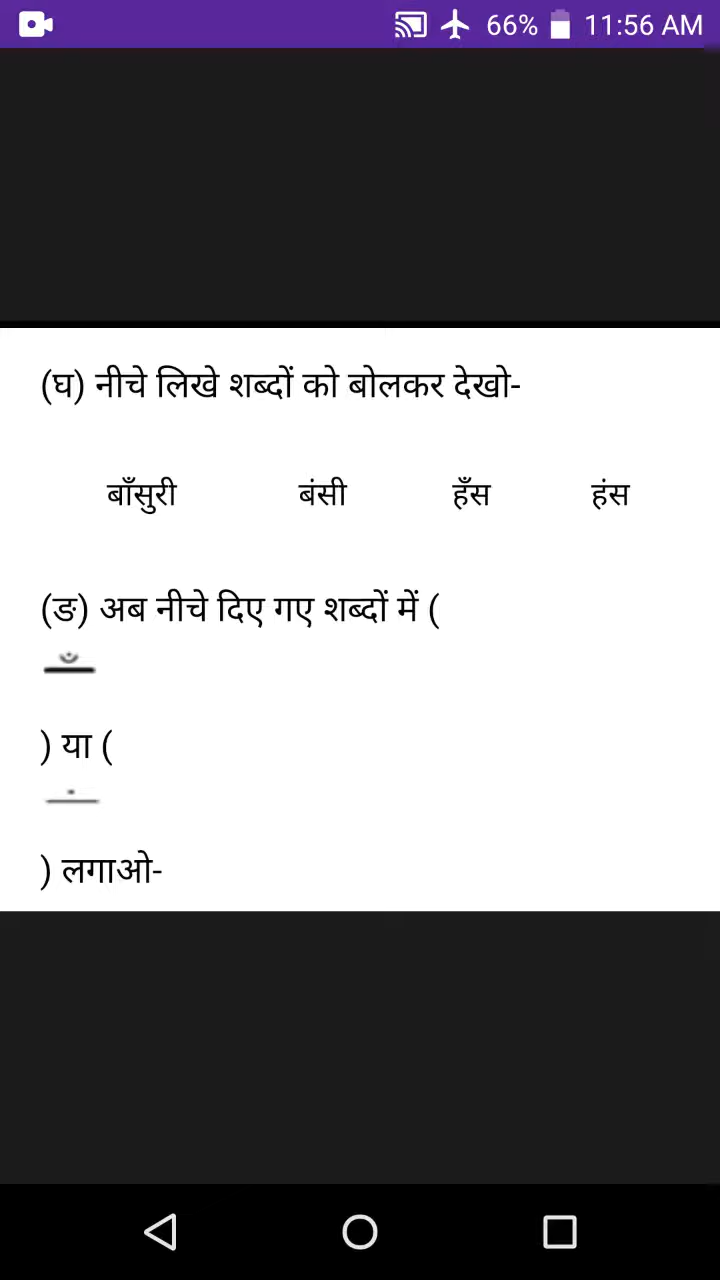 66% 11:56 AM
(घ) नीचे लिखे शब्दों को बोलकर देखो-
बाँसुरी बंसी हँस हंस
(ङ) अब नीचे दिए गए शब्दों में (
ँ
) या (
ं
) लगाओ-